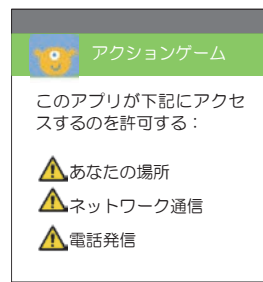 アクションゲーム
このアプリが下記にアクセ
スするのを許可する：
あなたの場所
ネットワーク通信
電話発信